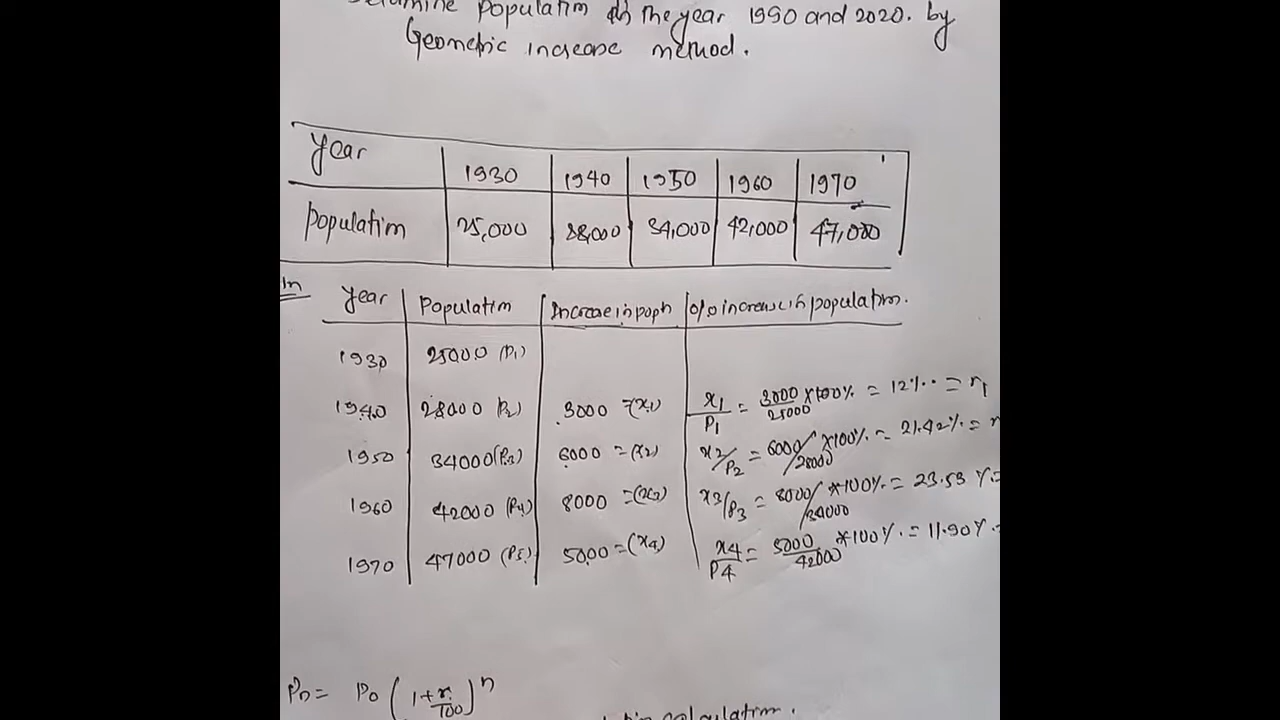 Population in the year 1990 and 2020. by
Geometric increase method.
Year 1930 1940 1950 1960 1970
Population 25,000 28,000 34,000 42,000 47,000
Year Population Increase in popn % increase in population.
1930 25000 (P1)
1940 28000 (P2) 3000 =(x1) x1/P1 = 3000/25000 ×100% = 12% = r1
1950 34000(P3) 6000 =(x2) x2/P2 = 6000/28000 ×100% = 21.42% = r
1960 42000 (P4) 8000 =(x3) x3/P3 = 8000/34000 *100% = 23.53 %=
1970 47000 (P5) 5000 =(x4) x4/P4 = 5000/42000 *100% = 11.90%
Pn = Po (1+r/100)^n
calculation.